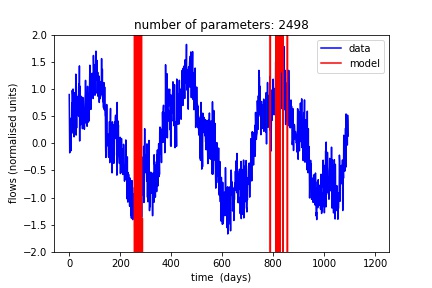 number of parameters: 2498
data
model
2.0
1.5
1.0
0.5
0.0
−0.5
−1.0
−1.5
−2.0
flows (normalised units)
0 200 400 600 800 1000 1200
time (days)